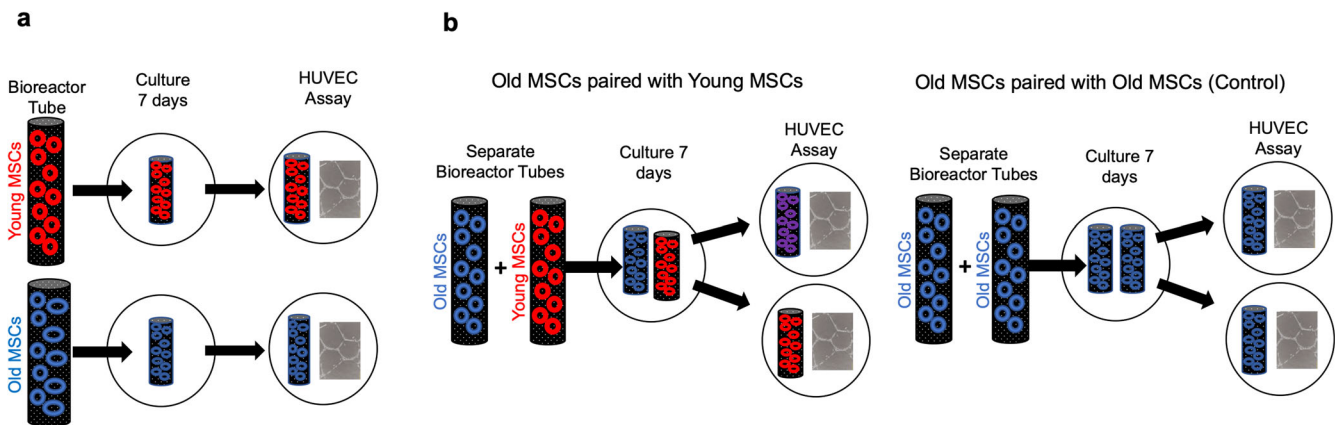 a
Bioreactor
Tube
Culture
7 days
HUVEC
Assay
Young MSCs
Old MSCs
b
Old MSCs paired with Young MSCs
Separate
Bioreactor Tubes
Culture 7
days
HUVEC
Assay
Old MSCs
+
Young MSCs
Old MSCs paired with Old MSCs (Control)
Separate
Bioreactor Tubes
Culture 7
days
HUVEC
Assay
Old MSCs
+
Old MSCs